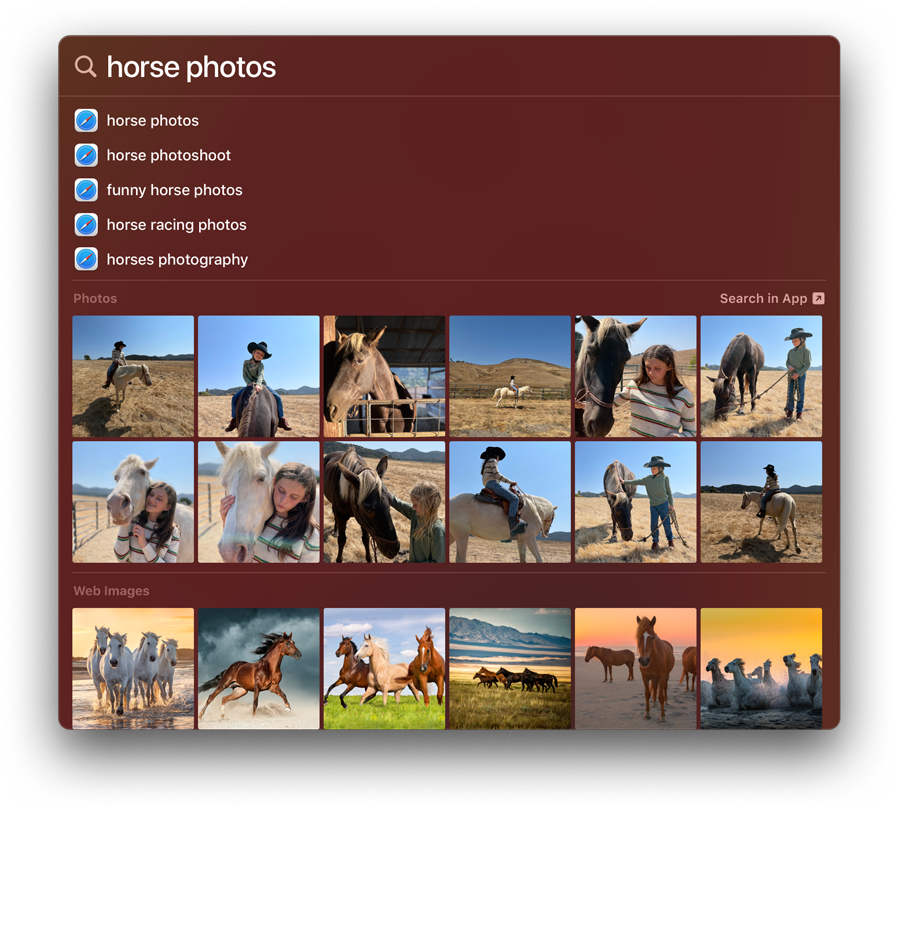 horse photos
horse photos
horse photoshoot
funny horse photos
horse racing photos
horses photography
Photos
Search in App
Web Images